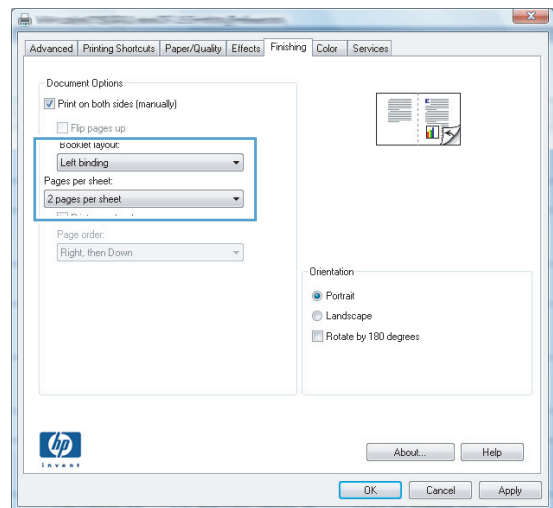 Advanced Printing Shortcuts Paper/Quality Effects Finishing Color Services
Document Options
Print on both sides (manually)
Flip pages up
Booklet layout:
Left binding
Pages per sheet:
2 pages per sheet
Page order:
Right, then Down
Orientation
Portrait
Landscape
Rotate by 180 degrees
hp
invent
About... Help
OK Cancel Apply